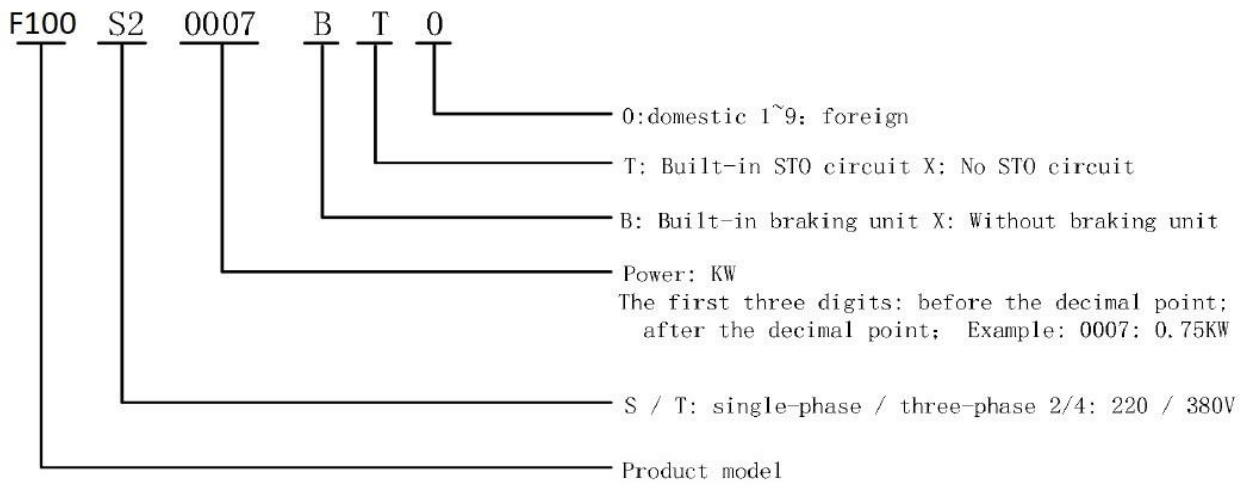 F100 S2 0007 B T 0
0:domestic 1~9: foreign
T: Built-in STO circuit X: No STO circuit
B: Built-in braking unit X: Without braking unit
Power: KW
The first three digits: before the decimal point;
after the decimal point; Example: 0007: 0.75KW
S / T: single-phase / three-phase 2/4: 220 / 380V
Product model